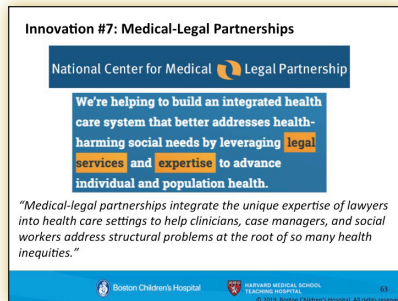 Innovation #7: Medical-Legal Partnerships
National Center for Medical Legal Partnership
We're helping to build an integrated health
care system that better addresses health-
harming social needs by leveraging legal
services and expertise to advance
individual and population health.
“Medical-legal partnerships integrate the unique expertise of lawyers
into health care settings to help clinicians, case managers, and social
workers address structural problems at the root of so many health
inequities.”
Boston Children's Hospital HARVARD MEDICAL SCHOOL 63
TEACHING HOSPITAL
© 2019, Boston Children's Hospital. All rights reserved